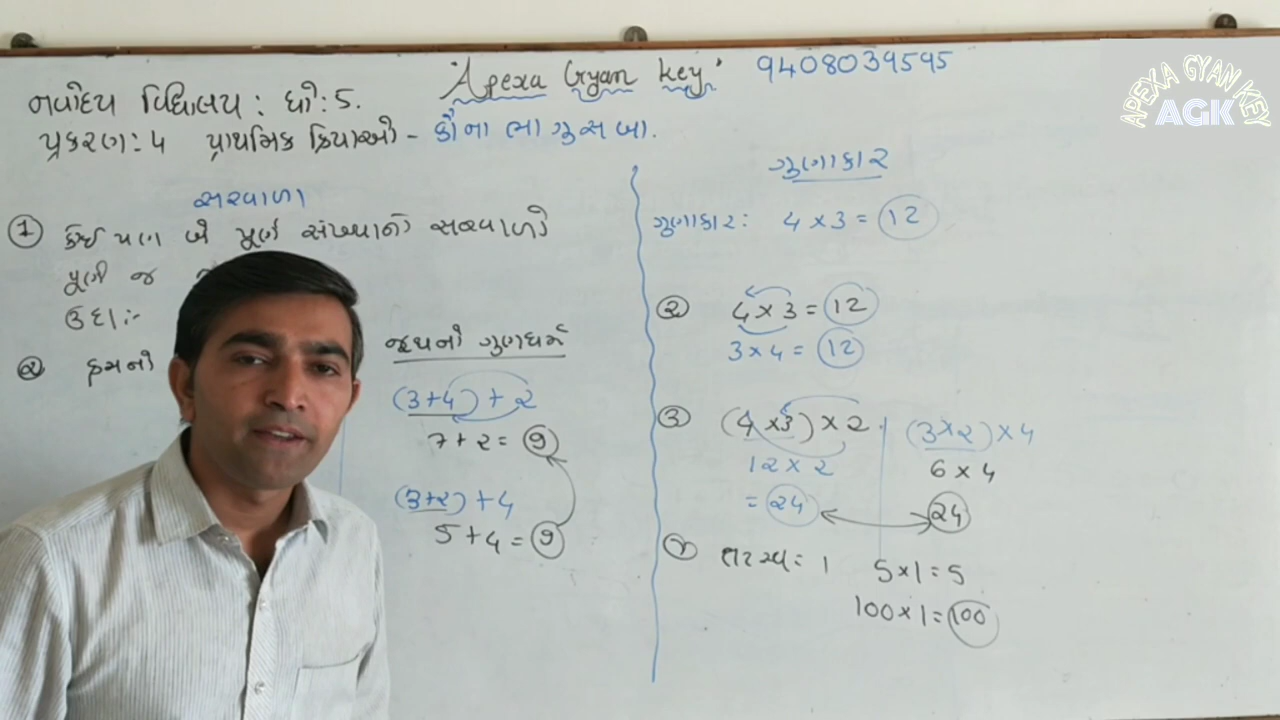 'Apexa Gyan Key' 9408039595
નવોદય વિદ્યાલય : ધો : 5.
પ્રકરણ : ૫ પ્રાથમિક ક્રિયાઓ - કૌંના ભા ગુ સ બા.
સરવાળા
① કોઈ પણ બે પૂર્ણ સંખ્યાનો સરવાળો
પૂર્ણ જ
ઉદા :-
② ક્રમનો
જૂથનો ગુણધર્મ
(3+4) + 2
7 + 2 = 9
(3+2) + 4
5 + 4 = 9
ગુણાકાર
ગુણાકાર : 4 × 3 = 12
② 4 × 3 = 12
3 × 4 = 12
③ (4 × 3) × 2
12 × 2
= 24
(3 × 2) × 4
6 × 4
24
④ તટસ્થ = 1
5 × 1 = 5
100 × 1 = 100
APEXA GYAN KEY
AGK